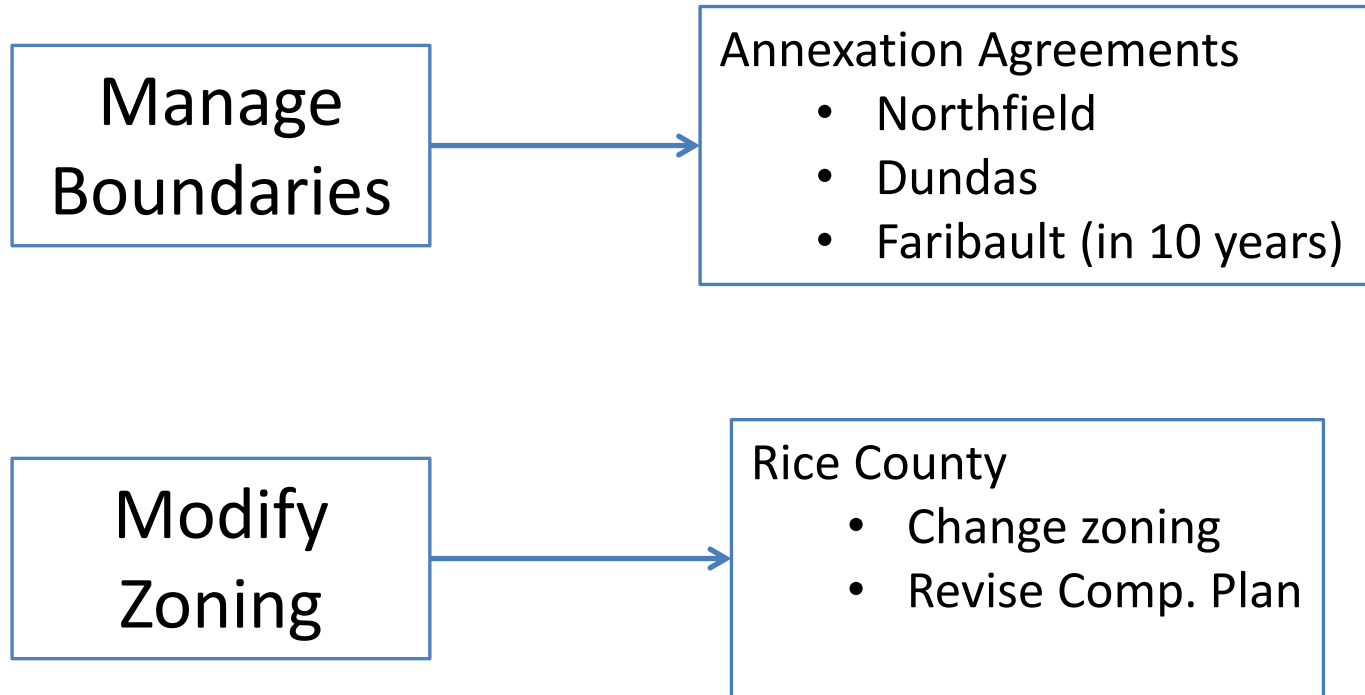 Manage
Boundaries
Annexation Agreements
• Northfield
• Dundas
• Faribault (in 10 years)
Modify
Zoning
Rice County
• Change zoning
• Revise Comp. Plan